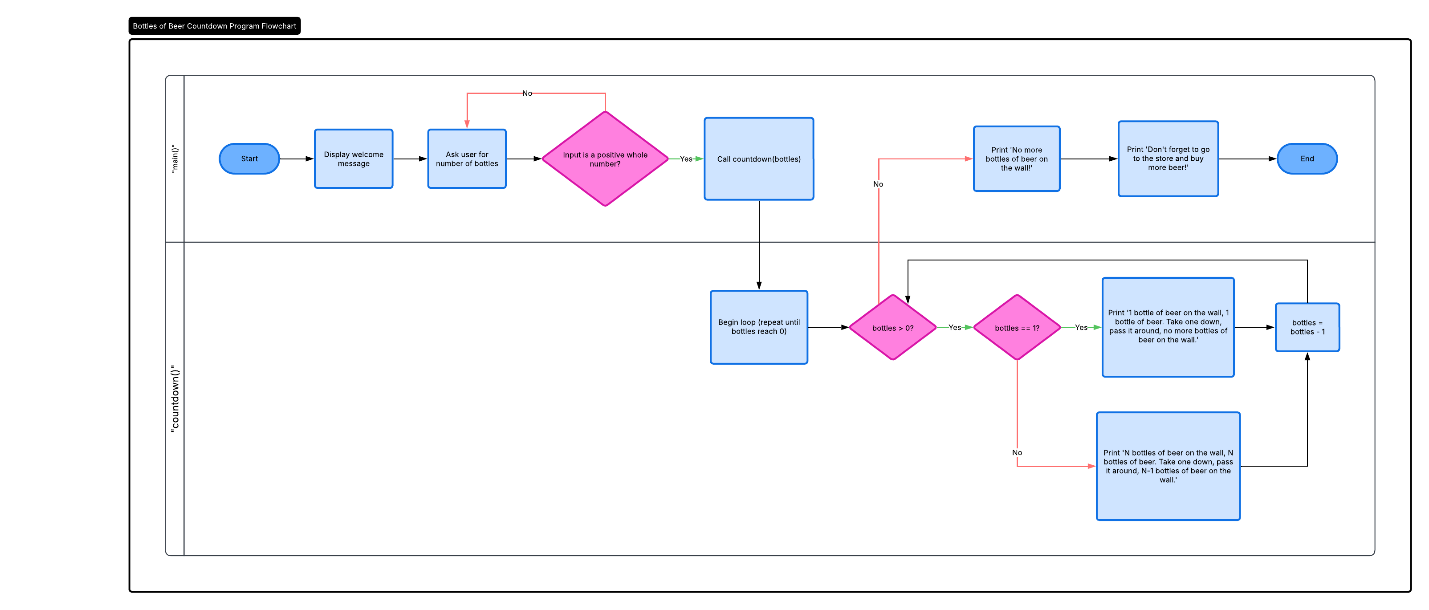 Bottles of Beer Countdown Program Flowchart
"main()"
Start
Display welcome
message
Ask user for
number of bottles
No
Input is a positive whole
number?
Yes
Call countdown(bottles)
No
Print 'No more
bottles of beer on
the wall!'
Print 'Don't forget to go
to the store and buy
more beer!'
End
"countdown()"
Begin loop (repeat until
bottles reach 0)
bottles > 0?
Yes
bottles == 1?
Yes
Print '1 bottle of beer on the wall, 1
bottle of beer. Take one down,
pass it around, no more bottles of
beer on the wall.'
bottles =
bottles - 1
No
Print 'N bottles of beer on the wall, N
bottles of beer. Take one down, pass
it around, N-1 bottles of beer on the
wall.'